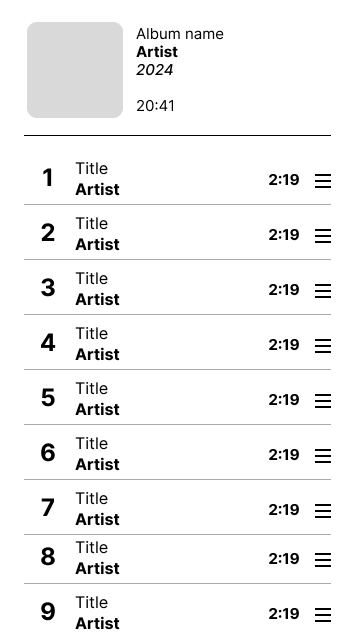 Album name
Artist
2024
20:41
1 Title 2:19
Artist
2 Title 2:19
Artist
3 Title 2:19
Artist
4 Title 2:19
Artist
5 Title 2:19
Artist
6 Title 2:19
Artist
7 Title 2:19
Artist
8 Title 2:19
Artist
9 Title 2:19
Artist